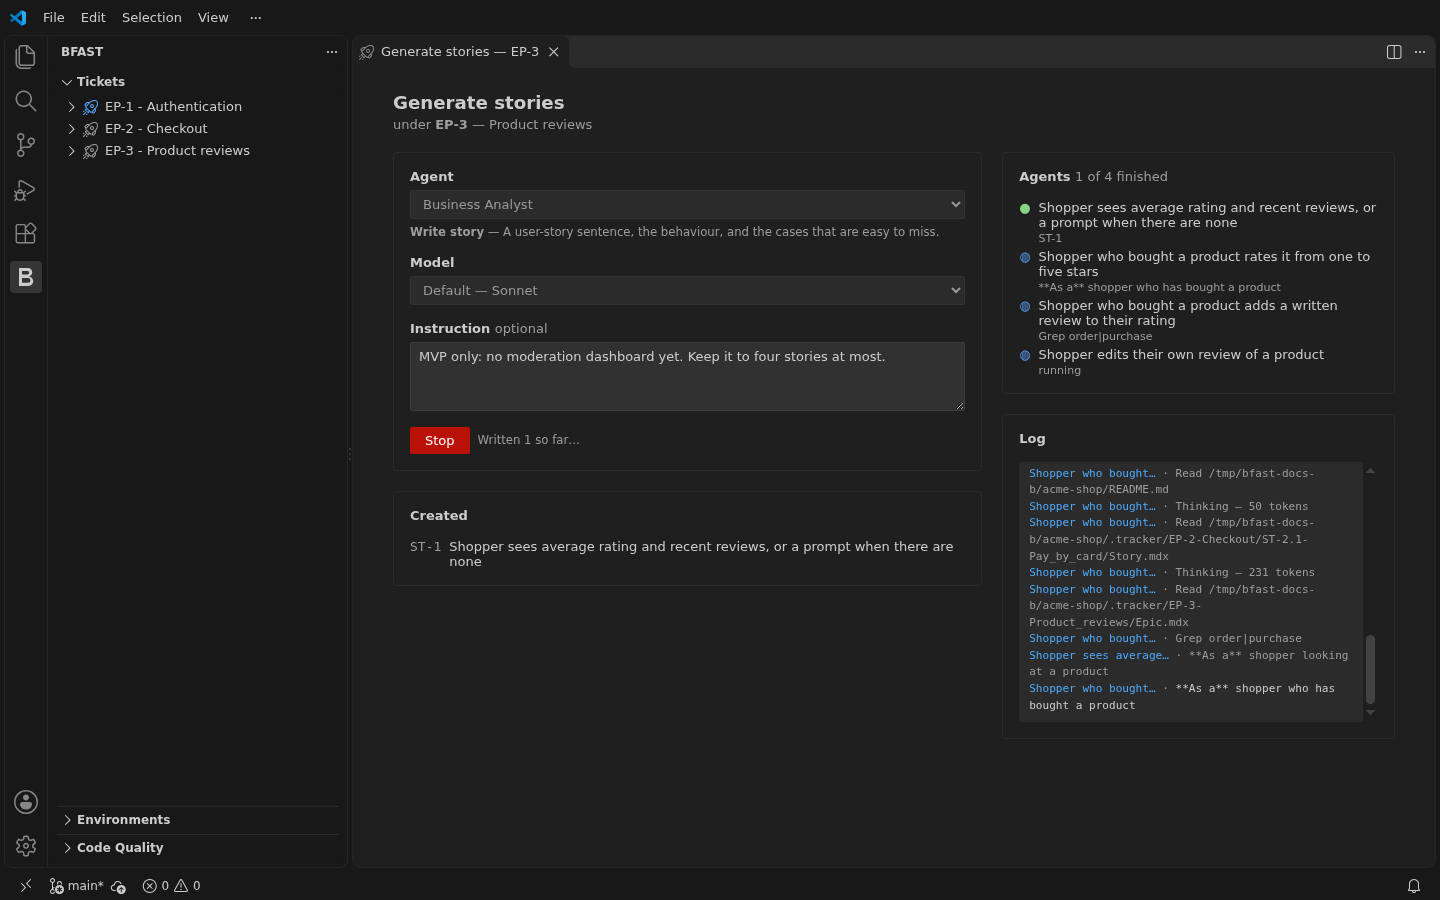 File Edit Selection View ···
BFAST ···
Tickets
EP-1 - Authentication
EP-2 - Checkout
EP-3 - Product reviews
Environments
Code Quality
Generate stories — EP-3
Generate stories
under EP-3 — Product reviews
Agent
Business Analyst
Write story — A user-story sentence, the behaviour, and the cases that are easy to miss.
Model
Default — Sonnet
Instruction optional
MVP only: no moderation dashboard yet. Keep it to four stories at most.
Stop Written 1 so far…
Created
ST-1 Shopper sees average rating and recent reviews, or a prompt when there are
none
Agents 1 of 4 finished
Shopper sees average rating and recent reviews, or
a prompt when there are none
ST-1
Shopper who bought a product rates it from one to
five stars
**As a** shopper who has bought a product
Shopper who bought a product adds a written
review to their rating
Grep order|purchase
Shopper edits their own review of a product
running
Log
Shopper who bought… · Read /tmp/bfast-docs-
b/acme-shop/README.md
Shopper who bought… · Thinking — 50 tokens
Shopper who bought… · Read /tmp/bfast-docs-
b/acme-shop/.tracker/EP-2-Checkout/ST-2.1-
Pay_by_card/Story.mdx
Shopper who bought… · Thinking — 231 tokens
Shopper who bought… · Read /tmp/bfast-docs-
b/acme-shop/.tracker/EP-3-
Product_reviews/Epic.mdx
Shopper who bought… · Grep order|purchase
Shopper sees average… · **As a** shopper looking
at a product
Shopper who bought… · **As a** shopper who has
bought a product
B
main* 0 0